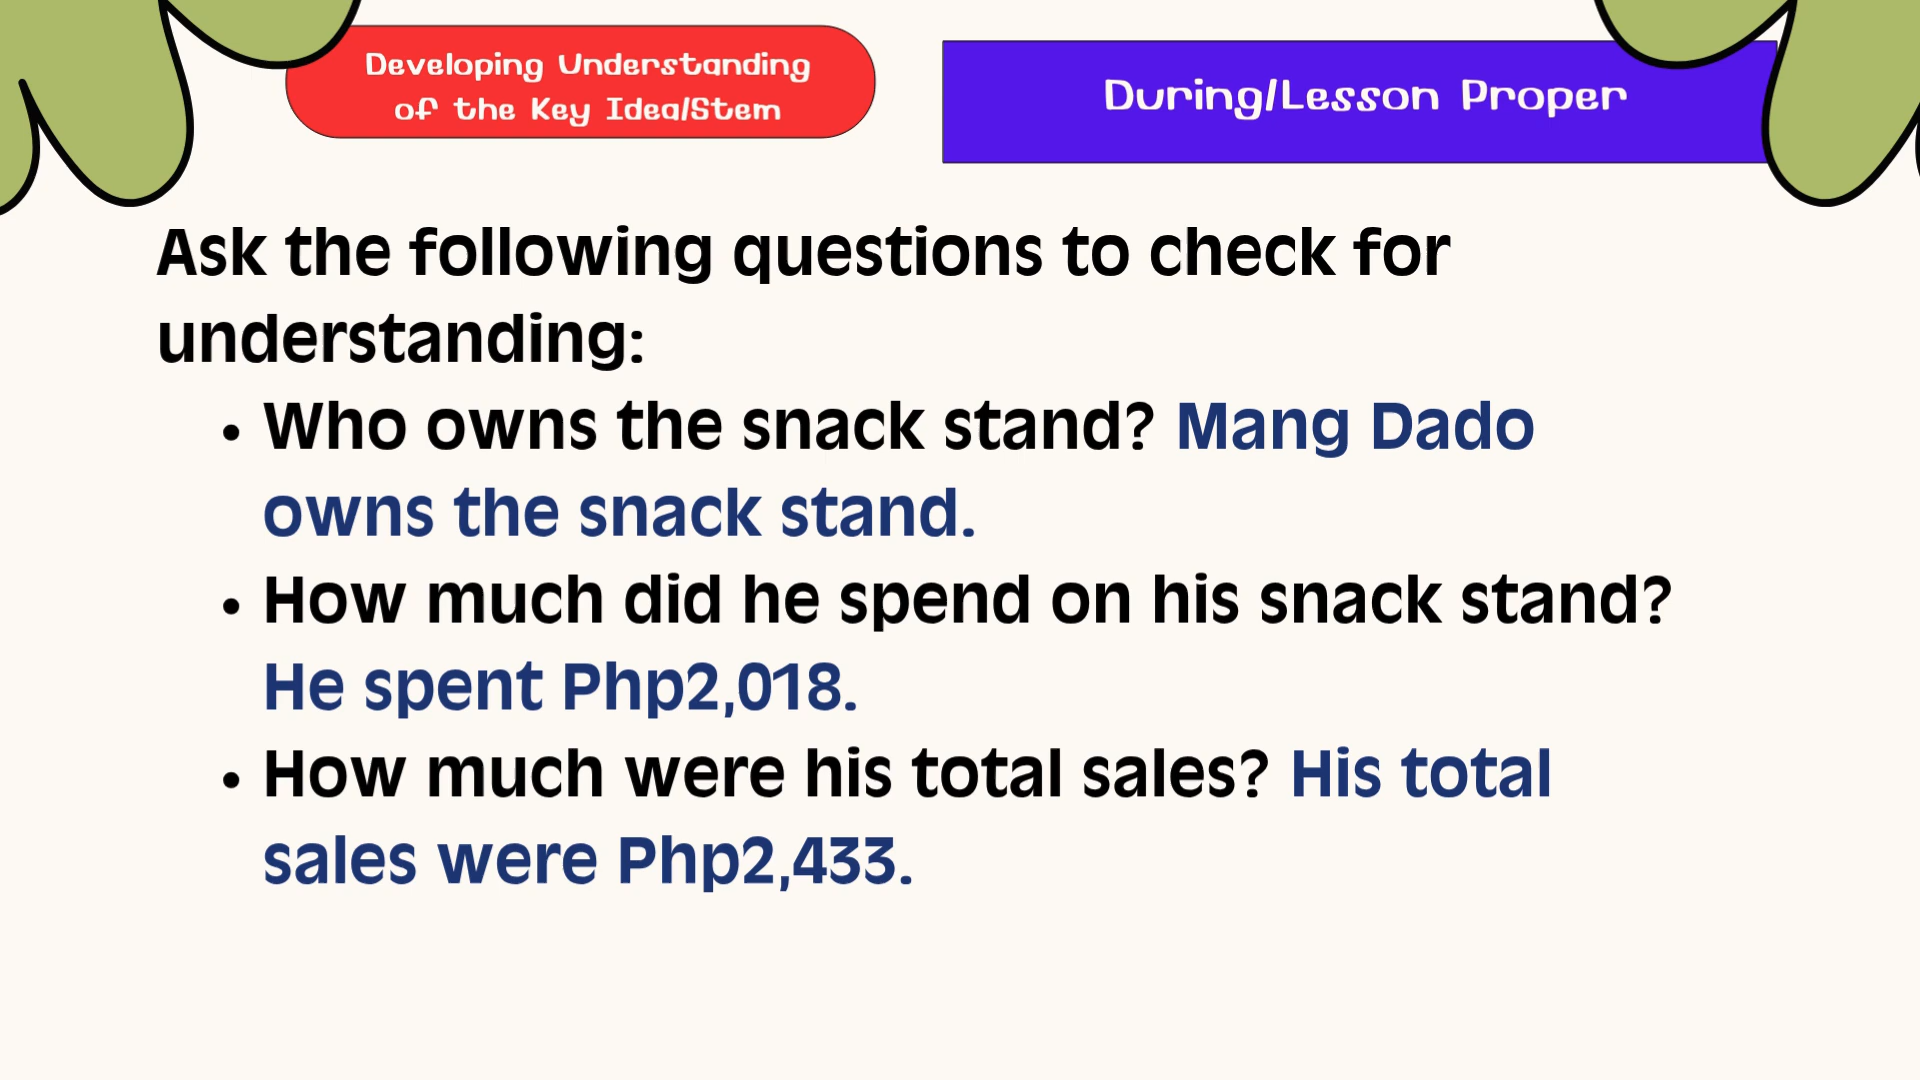 Developing Understanding
of the Key Idea/Stem
During/Lesson Proper
Ask the following questions to check for
understanding:
• Who owns the snack stand? Mang Dado
owns the snack stand.
• How much did he spend on his snack stand?
He spent Php2,018.
• How much were his total sales? His total
sales were Php2,433.